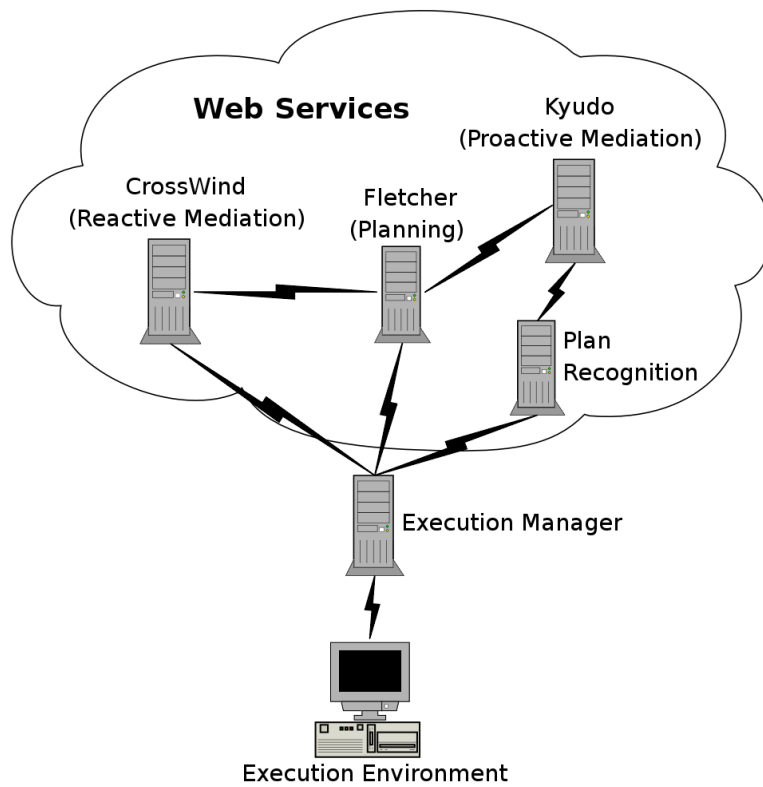 Web Services
Kyudo
(Proactive Mediation)
CrossWind
(Reactive Mediation)
Fletcher
(Planning)
Plan
Recognition
Execution Manager
Execution Environment